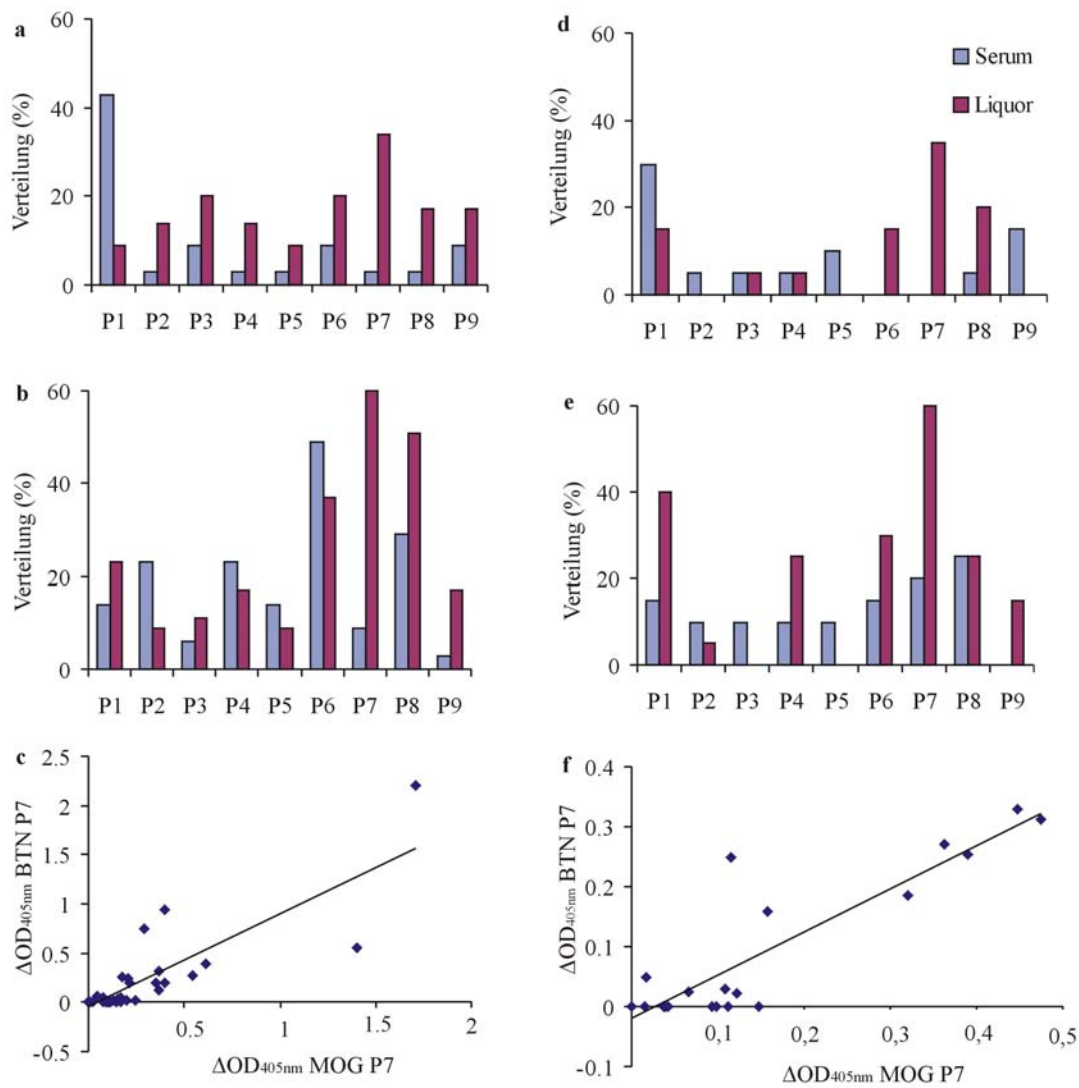 a
60
40
20
0
Verteilung (%)
P1 P2 P3 P4 P5 P6 P7 P8 P9
d
60
40
20
0
Verteilung (%)
Serum
Liquor
P1 P2 P3 P4 P5 P6 P7 P8 P9
b
60
40
20
0
Verteilung (%)
P1 P2 P3 P4 P5 P6 P7 P8 P9
e
60
40
20
0
Verteilung (%)
P1 P2 P3 P4 P5 P6 P7 P8 P9
c
2.5
2
1.5
1
0.5
0
-0.5
ΔOD405nm BTN P7
0.5 1 1.5 2
ΔOD405nm MOG P7
f
0.4
0.3
0.2
0.1
0
-0.1
ΔOD405nm BTN P7
0,1 0,2 0,3 0,4 0,5
ΔOD405nm MOG P7